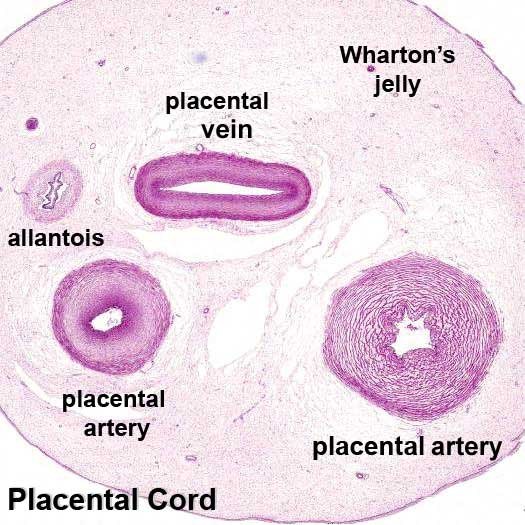 Wharton's
jelly
placental
vein
allantois
placental
artery
placental artery
Placental Cord